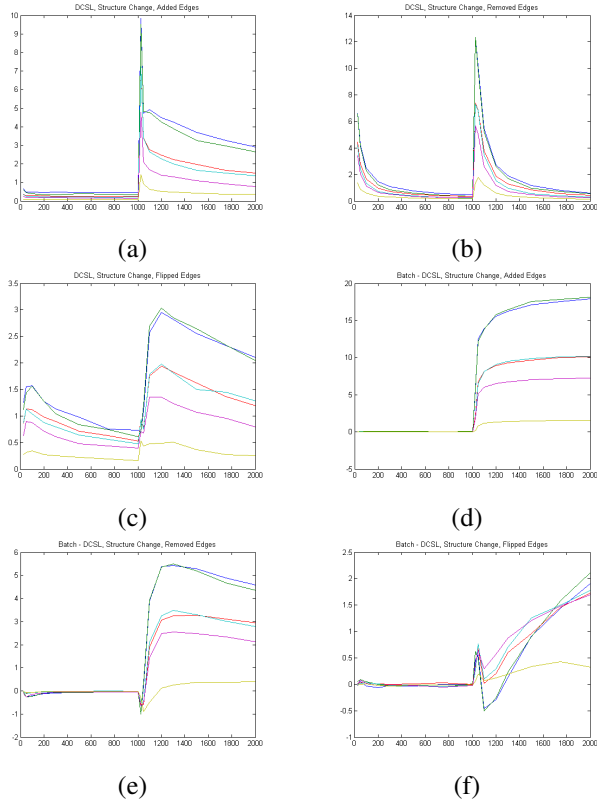 DCSL, Structure Change, Added Edges
10
9
8
7
6
5
4
3
2
1
0
0 200 400 600 800 1000 1200 1400 1600 1800 2000
(a)
DCSL, Structure Change, Removed Edges
14
12
10
8
6
4
2
0
0 200 400 600 800 1000 1200 1400 1600 1800 2000
(b)
DCSL, Structure Change, Flipped Edges
3.5
3
2.5
2
1.5
1
0.5
0
0 200 400 600 800 1000 1200 1400 1600 1800 2000
(c)
Batch - DCSL, Structure Change, Added Edges
20
15
10
5
0
-5
0 200 400 600 800 1000 1200 1400 1600 1800 2000
(d)
Batch - DCSL, Structure Change, Removed Edges
6
5
4
3
2
1
0
-1
-2
0 200 400 600 800 1000 1200 1400 1600 1800 2000
(e)
Batch - DCSL, Structure Change, Flipped Edges
2.5
2
1.5
1
0.5
0
-0.5
-1
0 200 400 600 800 1000 1200 1400 1600 1800 2000
(f)